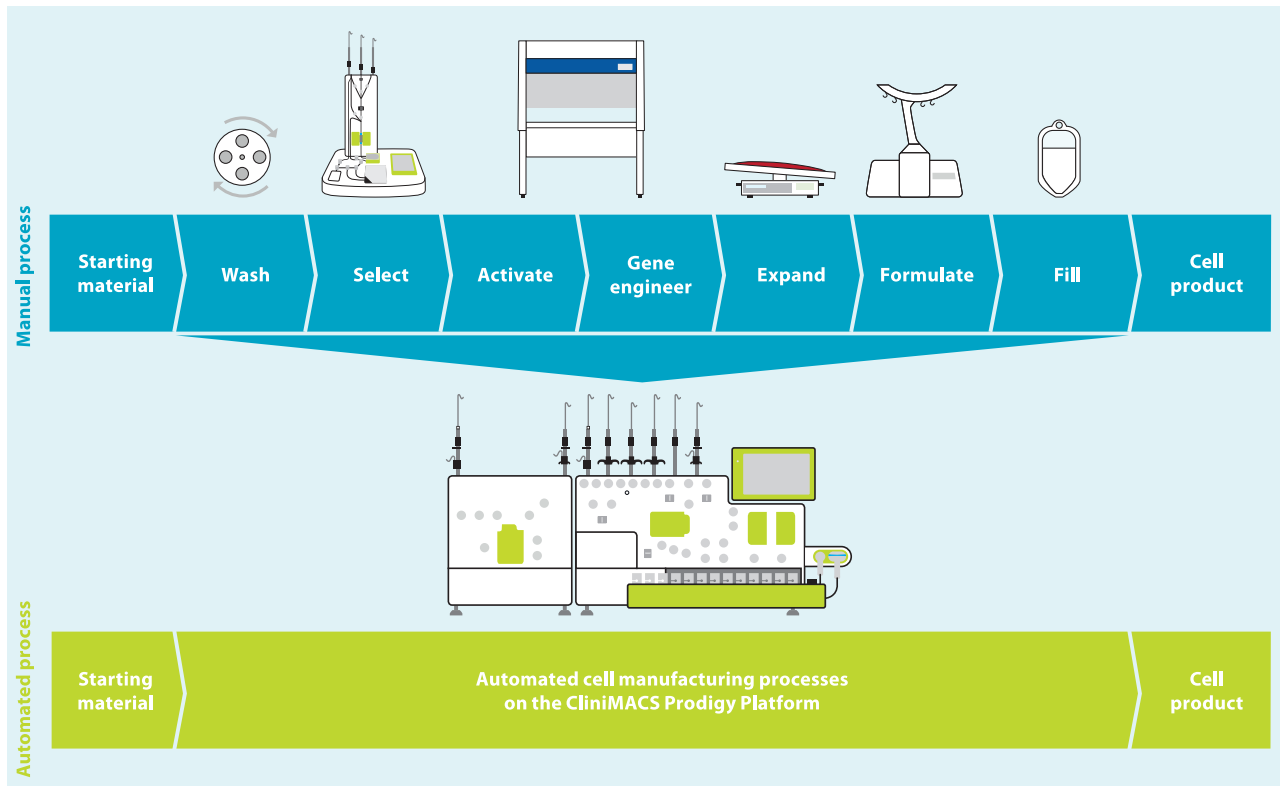 Manual process
Starting
material
Wash
Select
Activate
Gene
engineer
Expand
Formulate
Fill
Cell
product
Automated process
Starting
material
Automated cell manufacturing processes
on the CliniMACS Prodigy Platform
Cell
product